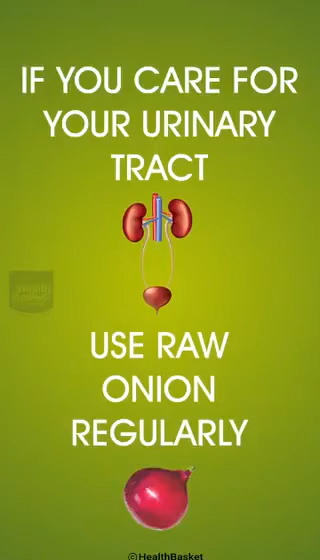 IF YOU CARE FOR
YOUR URINARY
TRACT
USE RAW
ONION
REGULARLY
©HealthBasket